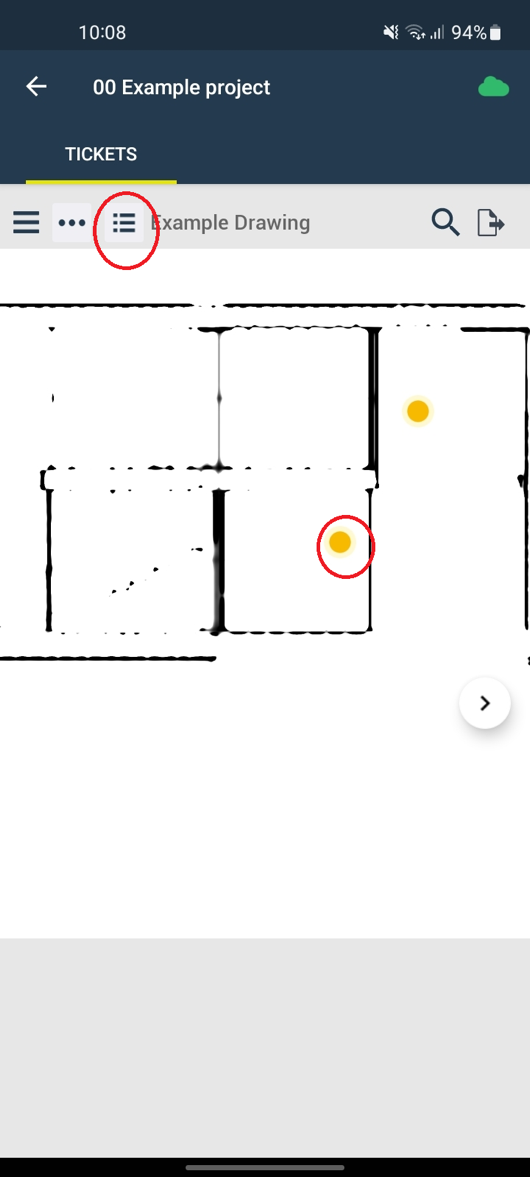 10:08 94%
00 Example project
TICKETS
Example Drawing